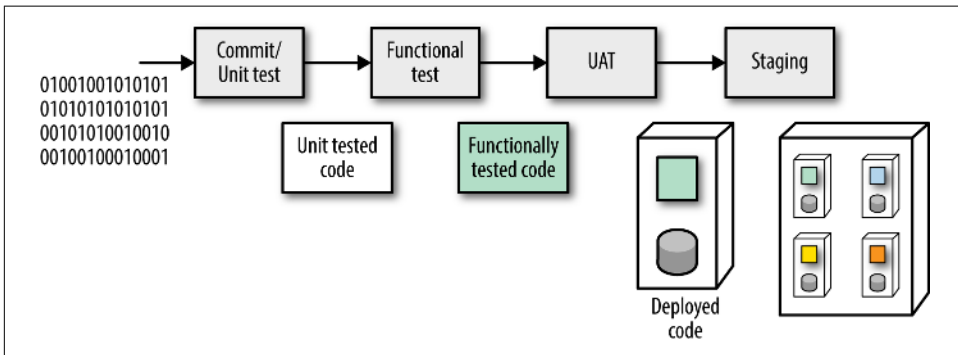 01001001010101
01010101010101
00101010010010
00100100010001
Commit/
Unit test
Functional
test
UAT
Staging
Unit tested
code
Functionally
tested code
Deployed
code